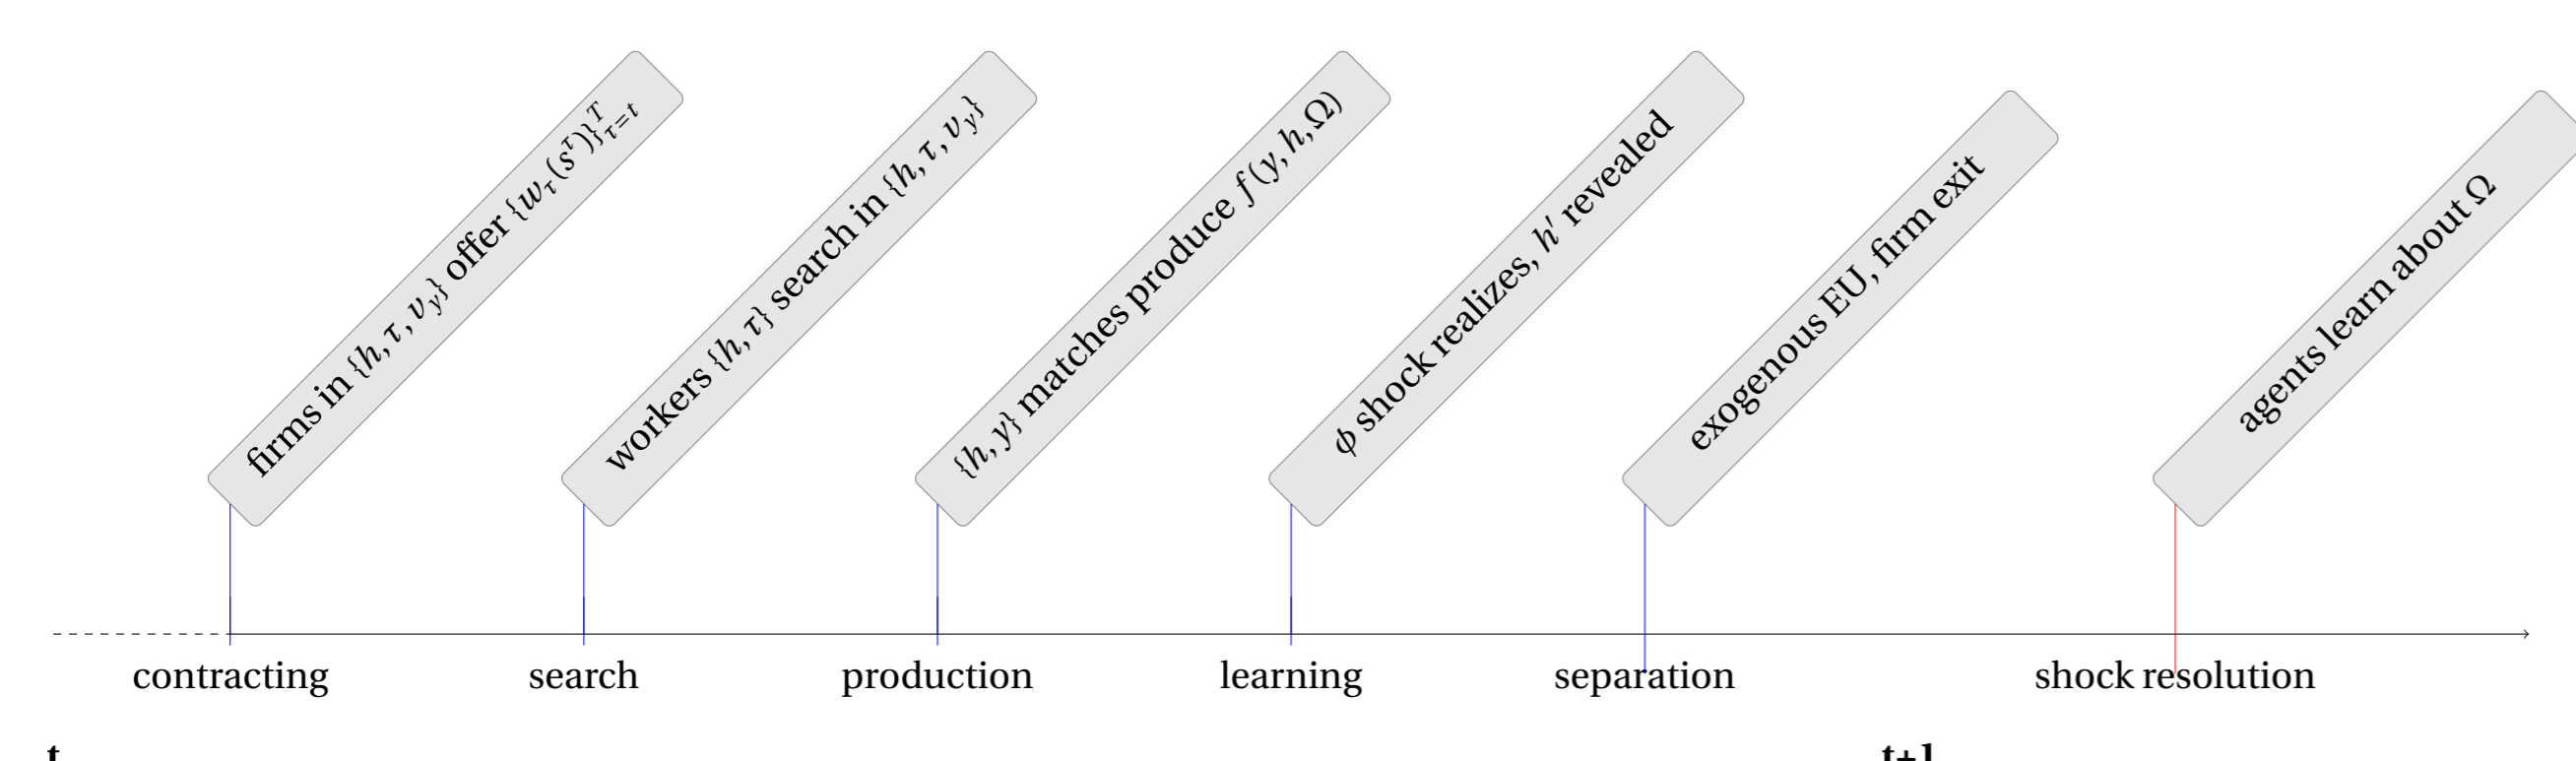 firms in {h, τ, v_y} offer {w_τ(s^τ)}^T_{τ=t}
workers {h, τ} search in {h, τ, v_y}
{h, y} matches produce f(y, h, Ω)
ϕ shock realizes, h′ revealed
exogenous EU, firm exit
agents learn about Ω
contracting
search
production
learning
separation
shock resolution
t
t+1